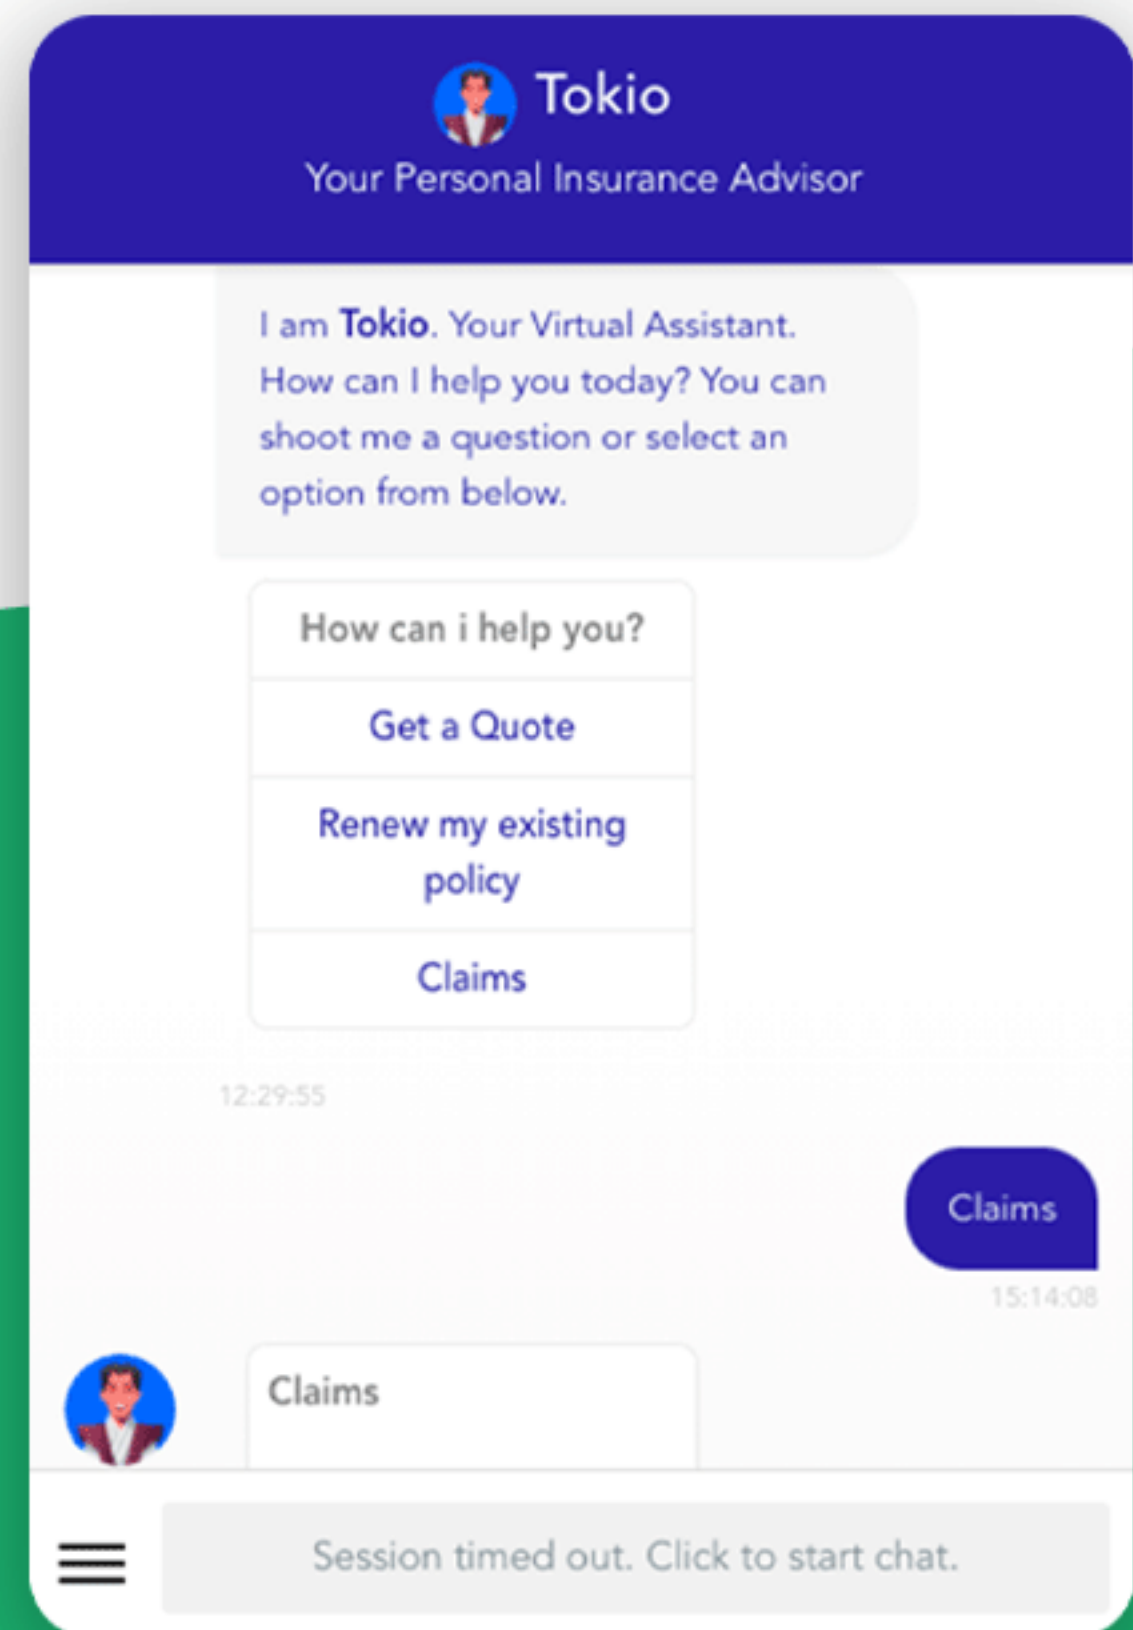 Tokio
Your Personal Insurance Advisor
I am Tokio. Your Virtual Assistant.
How can I help you today? You can
shoot me a question or select an
option from below.
How can i help you?
Get a Quote
Renew my existing
policy
Claims
12:29:55
Claims
15:14:08
Claims
Session timed out. Click to start chat.